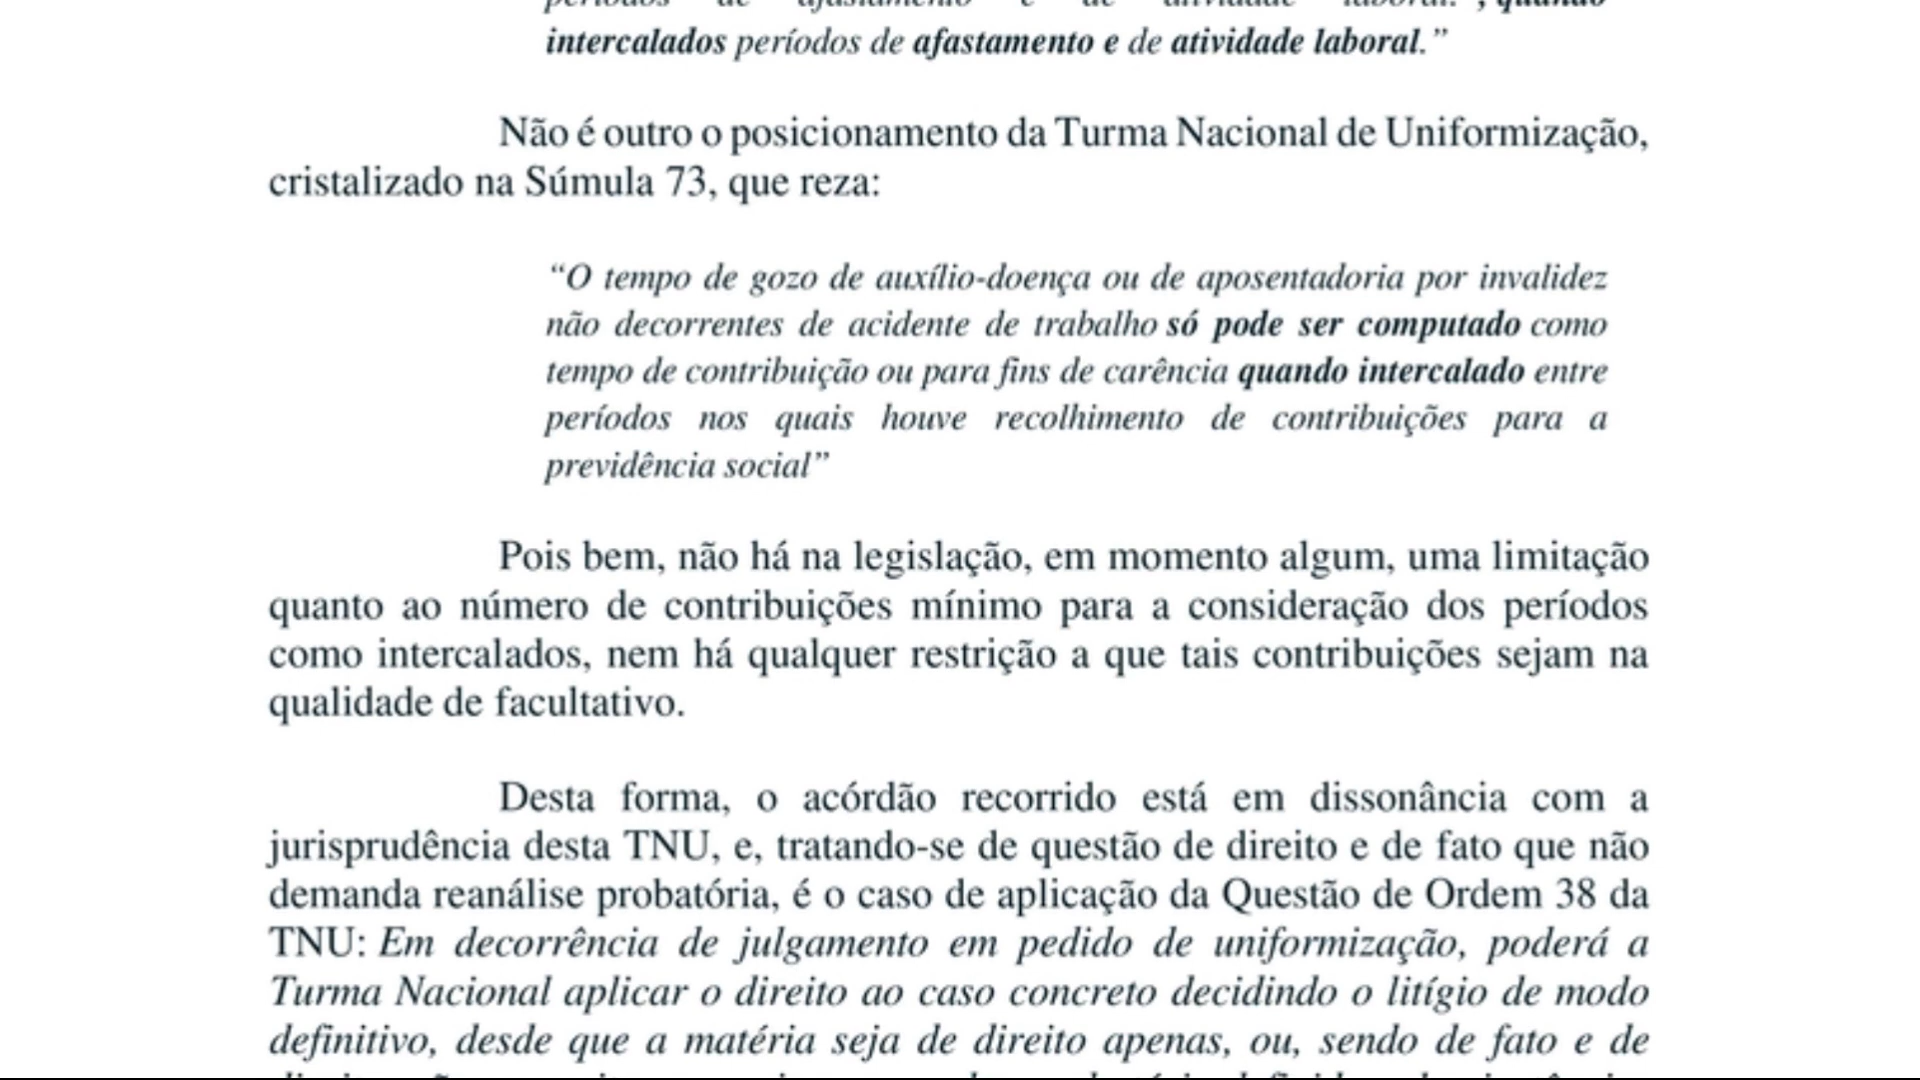 períodos de afastamento e de atividade laboral.", quando
intercalados períodos de afastamento e de atividade laboral.”
Não é outro o posicionamento da Turma Nacional de Uniformização,
cristalizado na Súmula 73, que reza:
“O tempo de gozo de auxílio-doença ou de aposentadoria por invalidez
não decorrentes de acidente de trabalho só pode ser computado como
tempo de contribuição ou para fins de carência quando intercalado entre
períodos nos quais houve recolhimento de contribuições para a
previdência social”
Pois bem, não há na legislação, em momento algum, uma limitação
quanto ao número de contribuições mínimo para a consideração dos períodos
como intercalados, nem há qualquer restrição a que tais contribuições sejam na
qualidade de facultativo.
Desta forma, o acórdão recorrido está em dissonância com a
jurisprudência desta TNU, e, tratando-se de questão de direito e de fato que não
demanda reanálise probatória, é o caso de aplicação da Questão de Ordem 38 da
TNU: Em decorrência de julgamento em pedido de uniformização, poderá a
Turma Nacional aplicar o direito ao caso concreto decidindo o litígio de modo
definitivo, desde que a matéria seja de direito apenas, ou, sendo de fato e de